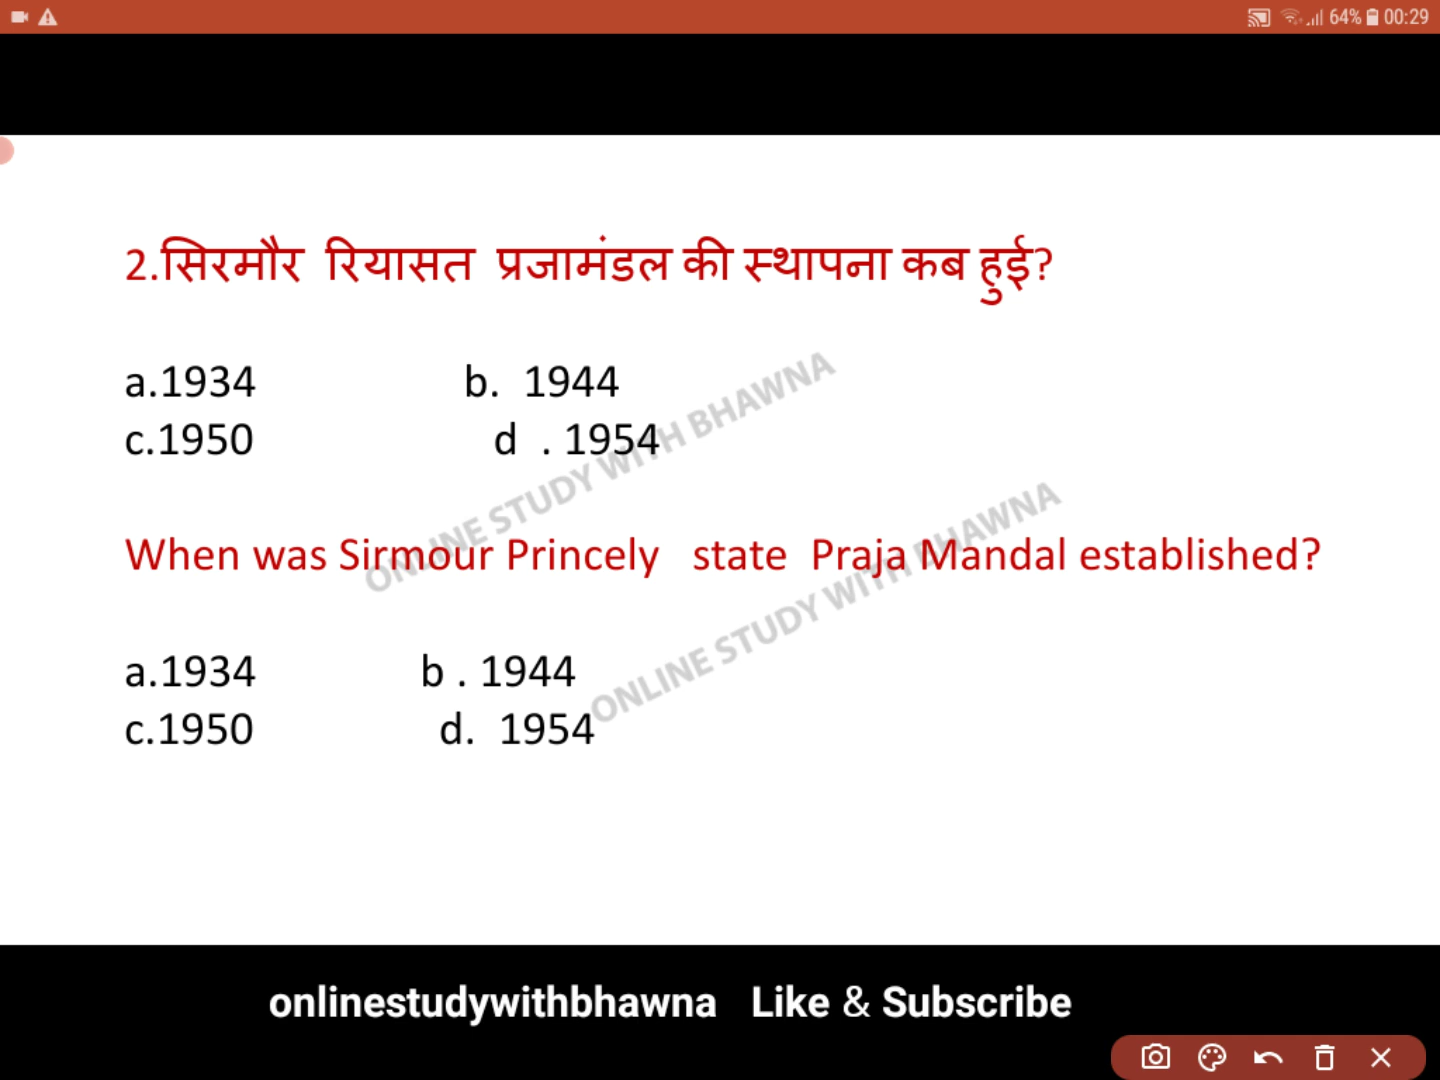 64% 00:29
2.सिरमौर रियासत प्रजामंडल की स्थापना कब हुई?
a.1934 b. 1944
c.1950 d . 1954
When was Sirmour Princely state Praja Mandal established?
a.1934 b . 1944
c.1950 d. 1954
ONLINE STUDY WITH BHAWNA
ONLINE STUDY WITH BHAWNA
onlinestudywithbhawna Like & Subscribe